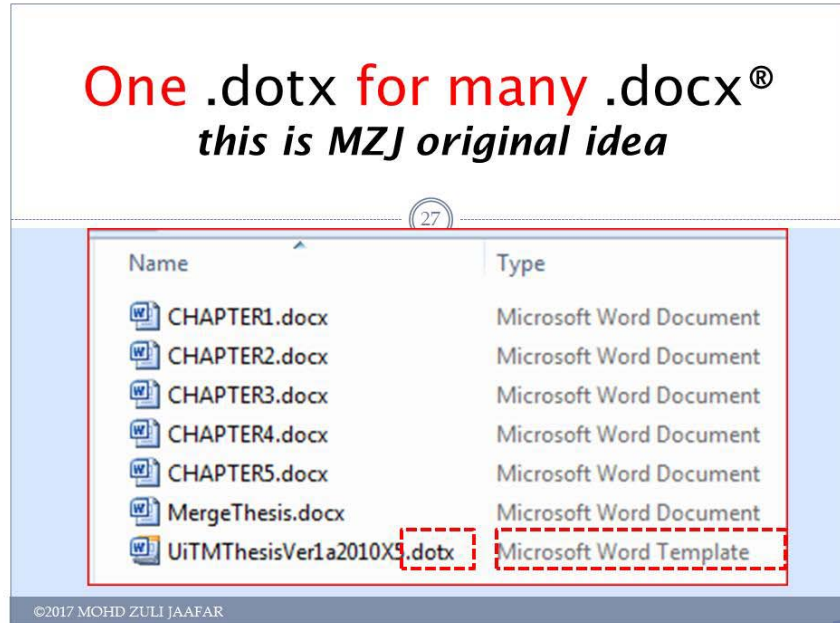 One .dotx for many .docx®
this is MZJ original idea
27
Name Type
CHAPTER1.docx Microsoft Word Document
CHAPTER2.docx Microsoft Word Document
CHAPTER3.docx Microsoft Word Document
CHAPTER4.docx Microsoft Word Document
CHAPTER5.docx Microsoft Word Document
MergeThesis.docx Microsoft Word Document
UiTMThesisVer1a2010X5.dotx Microsoft Word Template
©2017 MOHD ZULI JAAFAR